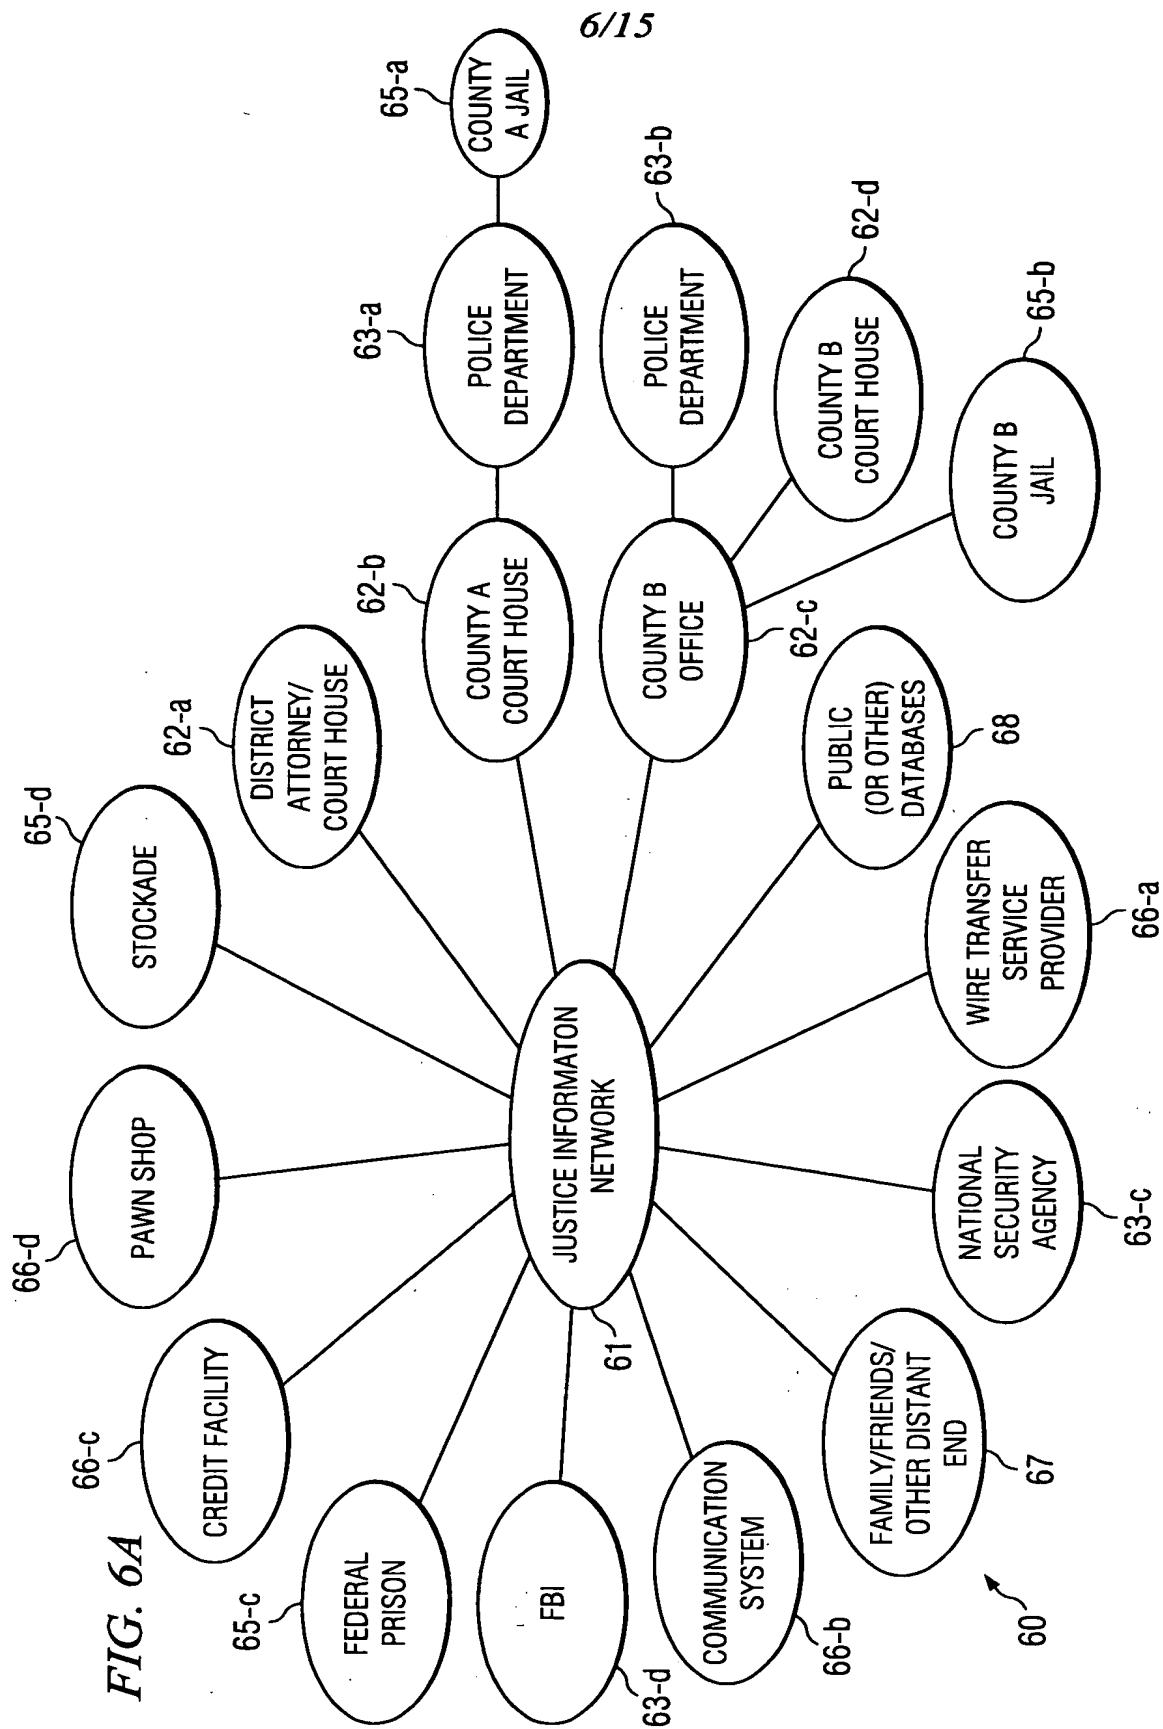 6/15
FIG. 6A
65-a
COUNTY
A JAIL
63-a
POLICE
DEPARTMENT
63-b
POLICE
DEPARTMENT
62-d
COUNTY B
COURT HOUSE
65-b
COUNTY B
JAIL
62-b
COUNTY A
COURT HOUSE
COUNTY B
OFFICE
62-c
62-a
DISTRICT
ATTORNEY/
COURT HOUSE
PUBLIC
(OR OTHER)
DATABASES
68
65-d
STOCKADE
WIRE TRANSFER
SERVICE
PROVIDER
66-a
66-d
PAWN SHOP
JUSTICE INFORMATON
NETWORK
61
NATIONAL
SECURITY
AGENCY
63-c
66-c
CREDIT FACILITY
FAMILY/FRIENDS/
OTHER DISTANT
END
67
65-c
FEDERAL
PRISON
FBI
63-d
COMMUNICATION
SYSTEM
66-b
60